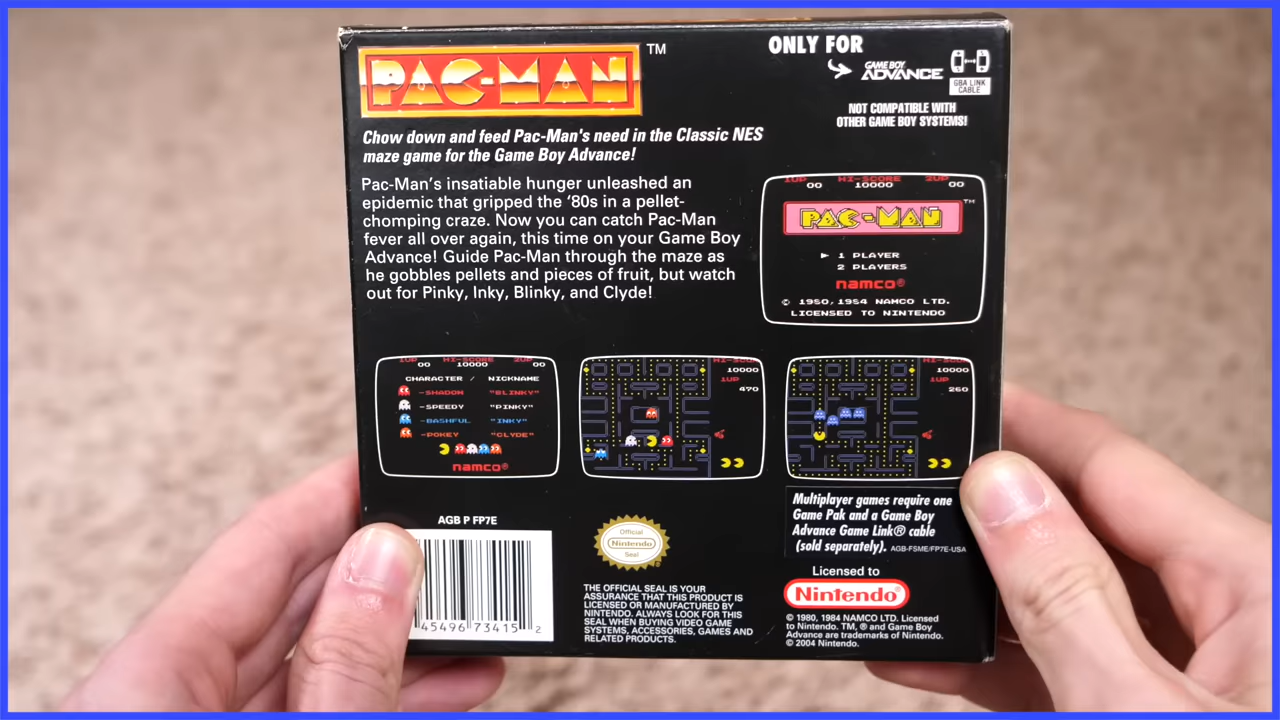 PAC-MAN™
ONLY FOR
GAME BOY
ADVANCE
GBA LINK
CABLE
NOT COMPATIBLE WITH
OTHER GAME BOY SYSTEMS!
Chow down and feed Pac-Man's need in the Classic NES
maze game for the Game Boy Advance!
Pac-Man's insatiable hunger unleashed an
epidemic that gripped the '80s in a pellet-
chomping craze. Now you can catch Pac-Man
fever all over again, this time on your Game Boy
Advance! Guide Pac-Man through the maze as
he gobbles pellets and pieces of fruit, but watch
out for Pinky, Inky, Blinky, and Clyde!
1UP HI-SCORE 2UP
00 10000 00
PAC-MAN™
1 PLAYER
2 PLAYERS
namco®
© 1980, 1984 NAMCO LTD.
LICENSED TO NINTENDO
1UP HI-SCORE 2UP
00 10000 00
CHARACTER / NICKNAME
-SHADOW "BLINKY"
-SPEEDY "PINKY"
-BASHFUL "INKY"
-POKEY "CLYDE"
namco®
HI-SCO
10000
1UP
470
HI-SCO
10000
1UP
260
Multiplayer games require one
Game Pak and a Game Boy
Advance Game Link® cable
(sold separately). AGB-FSME/FP7E-USA
AGB P FP7E
45496 73415 2
Official
Nintendo
Seal
THE OFFICIAL SEAL IS YOUR
ASSURANCE THAT THIS PRODUCT IS
LICENSED OR MANUFACTURED BY
NINTENDO. ALWAYS LOOK FOR THIS
SEAL WHEN BUYING VIDEO GAME
SYSTEMS, ACCESSORIES, GAMES AND
RELATED PRODUCTS.
Licensed to
Nintendo
© 1980, 1984 NAMCO LTD. Licensed
to Nintendo. TM, ® and Game Boy
Advance are trademarks of Nintendo.
© 2004 Nintendo.